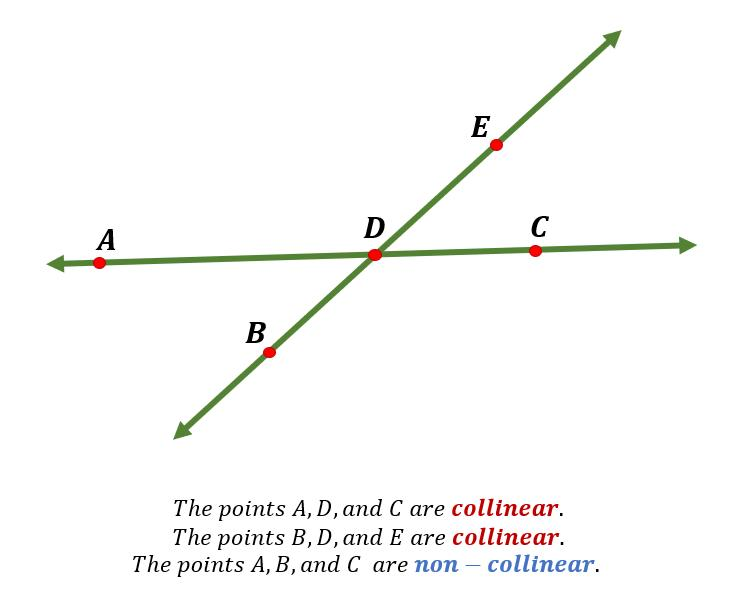 E
D
C
A
B
The points A, D, and C are collinear.
The points B, D, and E are collinear.
The points A, B, and C are non − collinear.